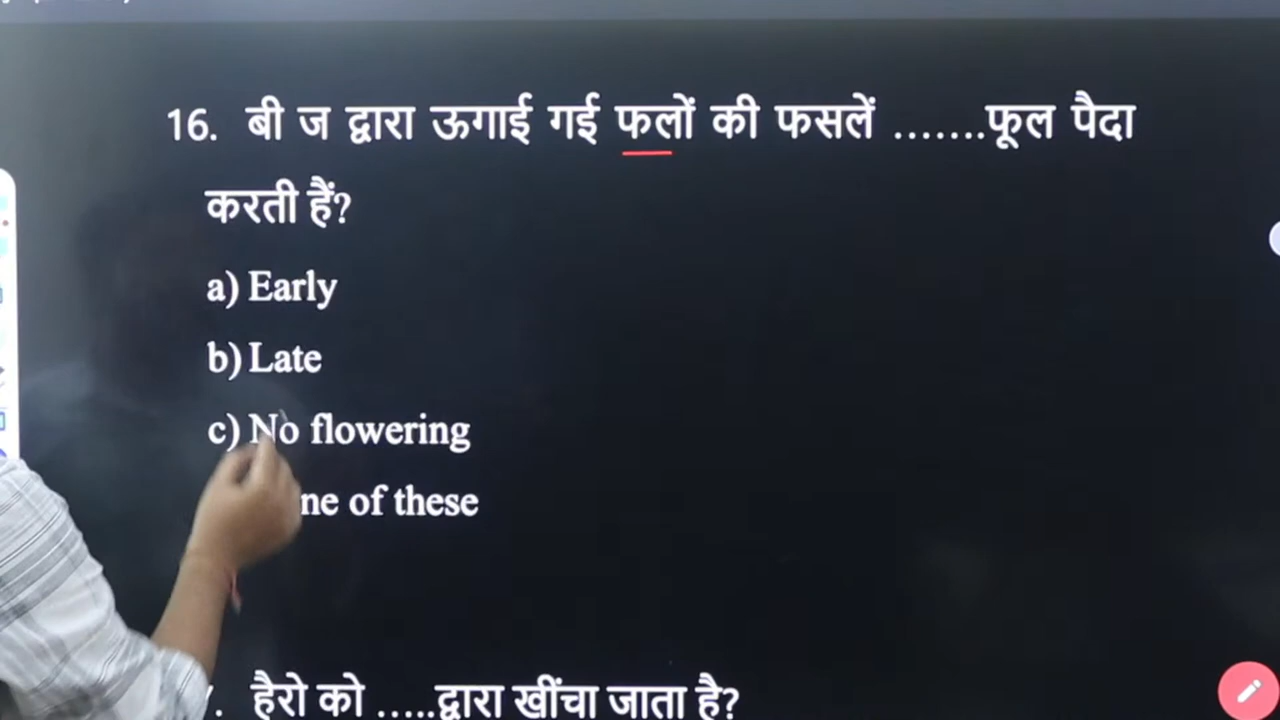 16. बी ज द्वारा ऊगाई गई फलों की फसलें .......फूल पैदा
करती हैं?
a) Early
b) Late
c) No flowering
ne of these
. हैरो को .....द्वारा खींचा जाता है?